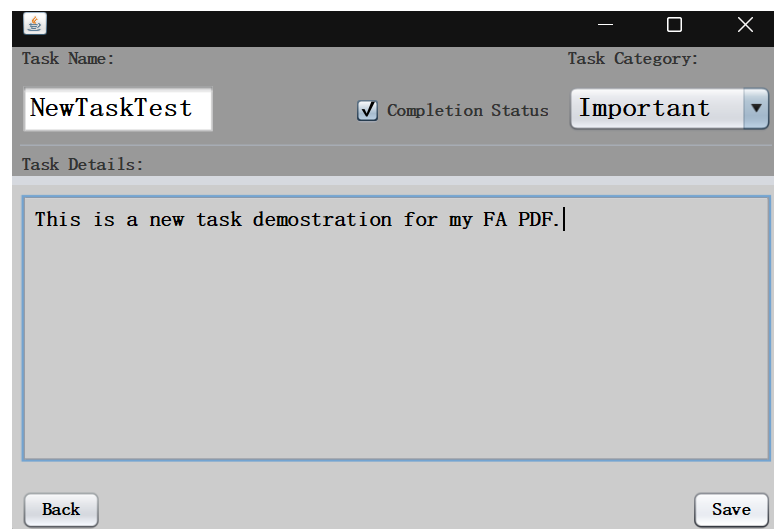 Task Name:
Task Category:
NewTaskTest
Completion Status
Important
Task Details:
This is a new task demostration for my FA PDF.
Back
Save